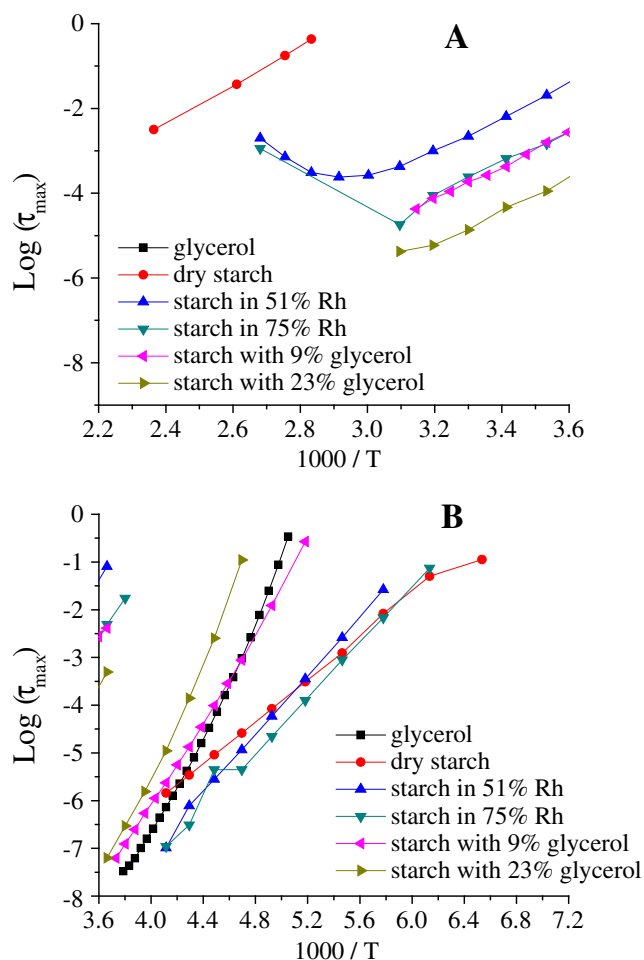 A
0
-2
-4
-6
-8
Log (τmax)
glycerol
dry starch
starch in 51% Rh
starch in 75% Rh
starch with 9% glycerol
starch with 23% glycerol
2.2 2.4 2.6 2.8 3.0 3.2 3.4 3.6
1000 / T
B
0
-1
-2
-3
-4
-5
-6
-7
-8
Log (τmax)
glycerol
dry starch
starch in 51% Rh
starch in 75% Rh
starch with 9% glycerol
starch with 23% glycerol
3.6 4.0 4.4 4.8 5.2 5.6 6.0 6.4 6.8 7.2
1000 / T